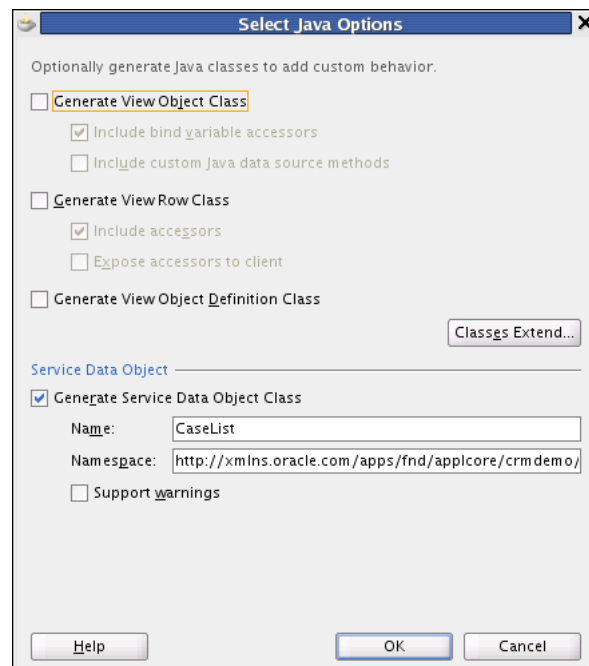 Select Java Options
Optionally generate Java classes to add custom behavior.
Generate View Object Class
Include bind variable accessors
Include custom Java data source methods
Generate View Row Class
Include accessors
Expose accessors to client
Generate View Object Definition Class
Classes Extend...
Service Data Object
Generate Service Data Object Class
Name: CaseList
Namespace: http://xmlns.oracle.com/apps/fnd/applcore/crmdemo/
Support warnings
Help OK Cancel